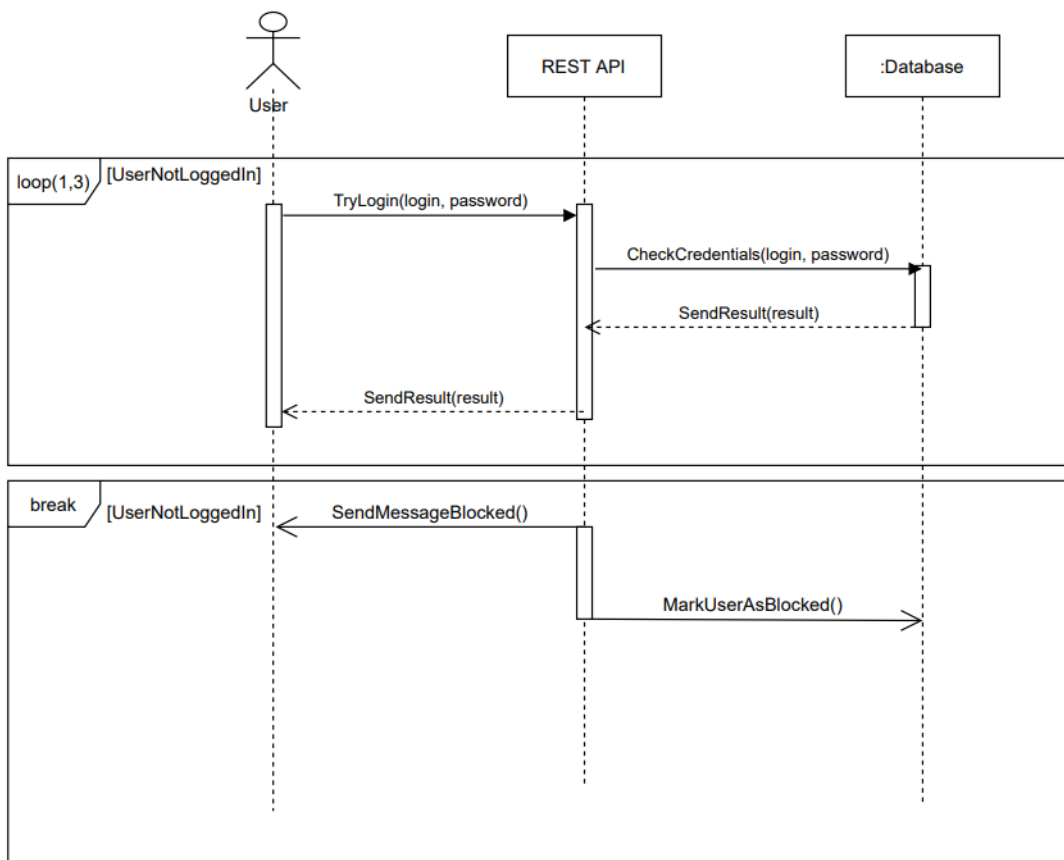 User
REST API
:Database
loop(1,3)
[UserNotLoggedIn]
TryLogin(login, password)
CheckCredentials(login, password)
SendResult(result)
SendResult(result)
break
[UserNotLoggedIn]
SendMessageBlocked()
MarkUserAsBlocked()